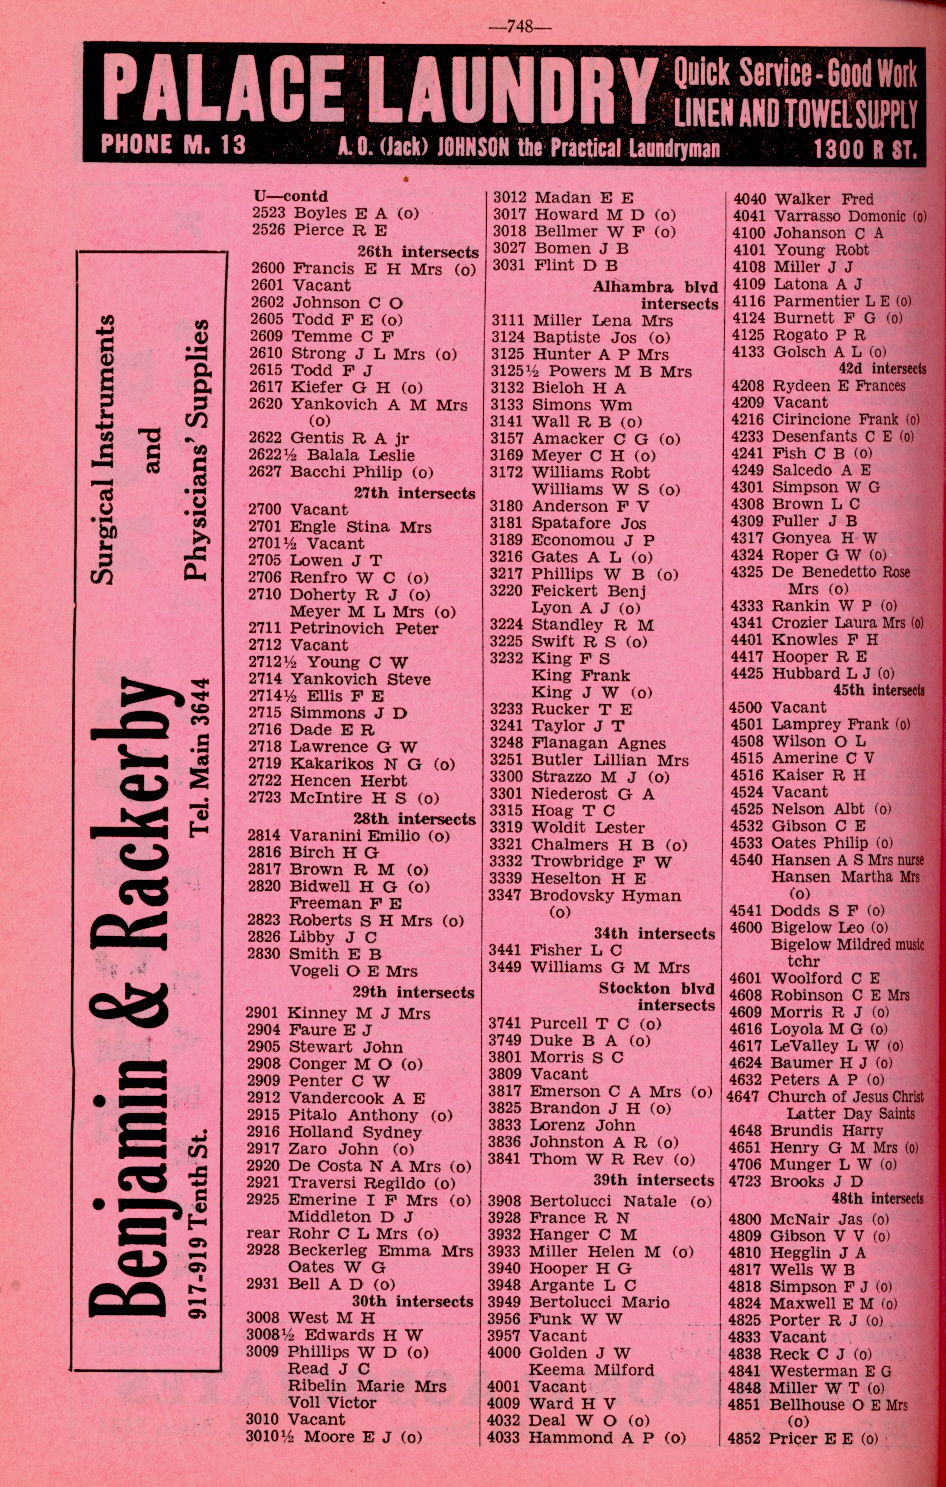 —748—
PALACE LAUNDRY
Quick Service - Good Work
LINEN AND TOWEL SUPPLY
PHONE M. 13
A. O. (Jack) JOHNSON the Practical Laundryman
1300 R ST.
Surgical Instruments
and
Physicians' Supplies
Benjamin & Rackerby
917-919 Tenth St.
Tel. Main 3644
U—contd
2523 Boyles E A (o)
2526 Pierce R E
26th intersects
2600 Francis E H Mrs (o)
2601 Vacant
2602 Johnson C O
2605 Todd F E (o)
2609 Temme C F
2610 Strong J L Mrs (o)
2615 Todd F J
2617 Kiefer G H (o)
2620 Yankovich A M Mrs
(o)
2622 Gentis R A jr
2622½ Balala Leslie
2627 Bacchi Philip (o)
27th intersects
2700 Vacant
2701 Engle Stina Mrs
2701½ Vacant
2705 Lowen J T
2706 Renfro W C (o)
2710 Doherty R J (o)
Meyer M L Mrs (o)
2711 Petrinovich Peter
2712 Vacant
2712½ Young C W
2714 Yankovich Steve
2714½ Ellis F E
2715 Simmons J D
2716 Dade E R
2718 Lawrence G W
2719 Kakarikos N G (o)
2722 Hencen Herbt
2723 McIntire H S (o)
28th intersects
2814 Varanini Emilio (o)
2816 Birch H G
2817 Brown R M (o)
2820 Bidwell H G (o)
Freeman F E
2823 Roberts S H Mrs (o)
2826 Libby J C
2830 Smith E B
Vogeli O E Mrs
29th intersects
2901 Kinney M J Mrs
2904 Faure E J
2905 Stewart John
2908 Conger M O (o)
2909 Penter C W
2912 Vandercook A E
2915 Pitalo Anthony (o)
2916 Holland Sydney
2917 Zaro John (o)
2920 De Costa N A Mrs (o)
2921 Traversi Regildo (o)
2925 Emerine I F Mrs (o)
Middleton D J
rear Rohr C L Mrs (o)
2928 Beckerleg Emma Mrs
Oates W G
2931 Bell A D (o)
30th intersects
3008 West M H
3008½ Edwards H W
3009 Phillips W D (o)
Read J C
Ribelin Marie Mrs
Voll Victor
3010 Vacant
3010½ Moore E J (o)
3012 Madan E E
3017 Howard M D (o)
3018 Bellmer W F (o)
3027 Bomen J B
3031 Flint D B
Alhambra blvd
intersects
3111 Miller Lena Mrs
3124 Baptiste Jos (o)
3125 Hunter A P Mrs
3125½ Powers M B Mrs
3132 Bieloh H A
3133 Simons Wm
3141 Wall R B (o)
3157 Amacker C G (o)
3169 Meyer C H (o)
3172 Williams Robt
Williams W S (o)
3180 Anderson F V
3181 Spatafore Jos
3189 Economou J P
3216 Gates A L (o)
3217 Phillips W B (o)
3220 Feickert Benj
Lyon A J (o)
3224 Standley R M
3225 Swift R S (o)
3232 King F S
King Frank
King J W (o)
3233 Rucker T E
3241 Taylor J T
3248 Flanagan Agnes
3251 Butler Lillian Mrs
3300 Strazzo M J (o)
3301 Niederost G A
3315 Hoag T C
3319 Woldit Lester
3321 Chalmers H B (o)
3332 Trowbridge F W
3339 Heselton H E
3347 Brodovsky Hyman
(o)
34th intersects
3441 Fisher L C
3449 Williams G M Mrs
Stockton blvd
intersects
3741 Purcell T C (o)
3749 Duke B A (o)
3801 Morris S C
3809 Vacant
3817 Emerson C A Mrs (o)
3825 Brandon J H (o)
3833 Lorenz John
3836 Johnston A R (o)
3841 Thom W R Rev (o)
39th intersects
3908 Bertolucci Natale (o)
3928 France R N
3932 Hanger C M
3933 Miller Helen M (o)
3940 Hooper H G
3948 Argante L C
3949 Bertolucci Mario
3956 Funk W W
3957 Vacant
4000 Golden J W
Keema Milford
4001 Vacant
4009 Ward H V
4032 Deal W O (o)
4033 Hammond A P (o)
4040 Walker Fred
4041 Varrasso Domonic (o)
4100 Johanson C A
4101 Young Robt
4108 Miller J J
4109 Latona A J
4116 Parmentier L E (o)
4124 Burnett F G (o)
4125 Rogato P R
4133 Golsch A L (o)
42d intersects
4208 Rydeen E Frances
4209 Vacant
4216 Cirincione Frank (o)
4233 Desenfants C E (o)
4241 Fish C B (o)
4249 Salcedo A E
4301 Simpson W G
4308 Brown L C
4309 Fuller J B
4317 Gonyea H W
4324 Roper G W (o)
4325 De Benedetto Rose
Mrs (o)
4333 Rankin W P (o)
4341 Crozier Laura Mrs (o)
4401 Knowles F H
4417 Hooper R E
4425 Hubbard L J (o)
45th intersects
4500 Vacant
4501 Lamprey Frank (o)
4508 Wilson O L
4515 Amerine C V
4516 Kaiser R H
4524 Vacant
4525 Nelson Albt (o)
4532 Gibson C E
4533 Oates Philip (o)
4540 Hansen A S Mrs nurse
Hansen Martha Mrs
(o)
4541 Dodds S F (o)
4600 Bigelow Leo (o)
Bigelow Mildred music
tchr
4601 Woolford C E
4608 Robinson C E Mrs
4609 Morris R J (o)
4616 Loyola M G (o)
4617 LeValley L W (o)
4624 Baumer H J (o)
4632 Peters A P (o)
4647 Church of Jesus Christ
Latter Day Saints
4648 Brundis Harry
4651 Henry G M Mrs (o)
4706 Munger L W (o)
4723 Brooks J D
48th intersects
4800 McNair Jas (o)
4809 Gibson V V (o)
4810 Hegglin J A
4817 Wells W B
4818 Simpson F J (o)
4824 Maxwell E M (o)
4825 Porter R J (o)
4833 Vacant
4838 Reck C J (o)
4841 Westerman E G
4848 Miller W T (o)
4851 Bellhouse O E Mrs
(o)
4852 Pricer E E (o)